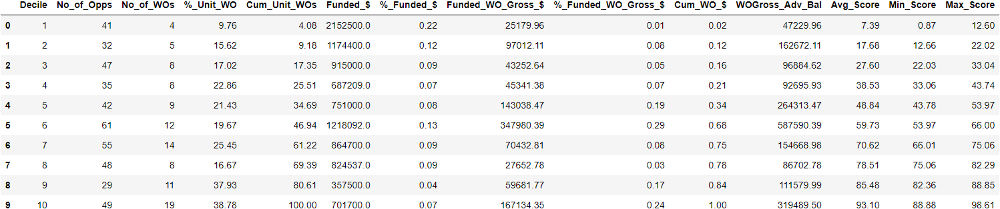 Decile No_of_Opps No_of_WOs %_Unit_WO Cum_Unit_WOs Funded_$ %_Funded_$ Funded_WO_Gross_$ %_Funded_WO_Gross_$ Cum_WO_$ WOGross_Adv_Bal Avg_Score Min_Score Max_Score
0 1 41 4 9.76 4.08 2152500.0 0.22 25179.96 0.01 0.02 47229.96 7.39 0.87 12.60
1 2 32 5 15.62 9.18 1174400.0 0.12 97012.11 0.08 0.12 162672.11 17.68 12.66 22.02
2 3 47 8 17.02 17.35 915000.0 0.09 43252.64 0.05 0.16 96884.62 27.60 22.03 33.04
3 4 35 8 22.86 25.51 687209.0 0.07 45341.38 0.07 0.21 92695.93 38.53 33.06 43.74
4 5 42 9 21.43 34.69 751000.0 0.08 143038.47 0.19 0.34 264313.47 48.84 43.78 53.97
5 6 61 12 19.67 46.94 1218092.0 0.13 347980.39 0.29 0.68 587590.39 59.73 53.97 66.00
6 7 55 14 25.45 61.22 864700.0 0.09 70432.81 0.08 0.75 154668.98 70.62 66.01 75.06
7 8 48 8 16.67 69.39 824537.0 0.09 27652.78 0.03 0.78 86702.78 78.51 75.06 82.29
8 9 29 11 37.93 80.61 357500.0 0.04 59681.77 0.17 0.84 111579.99 85.48 82.36 88.85
9 10 49 19 38.78 100.00 701700.0 0.07 167134.35 0.24 1.00 319489.50 93.10 88.88 98.61